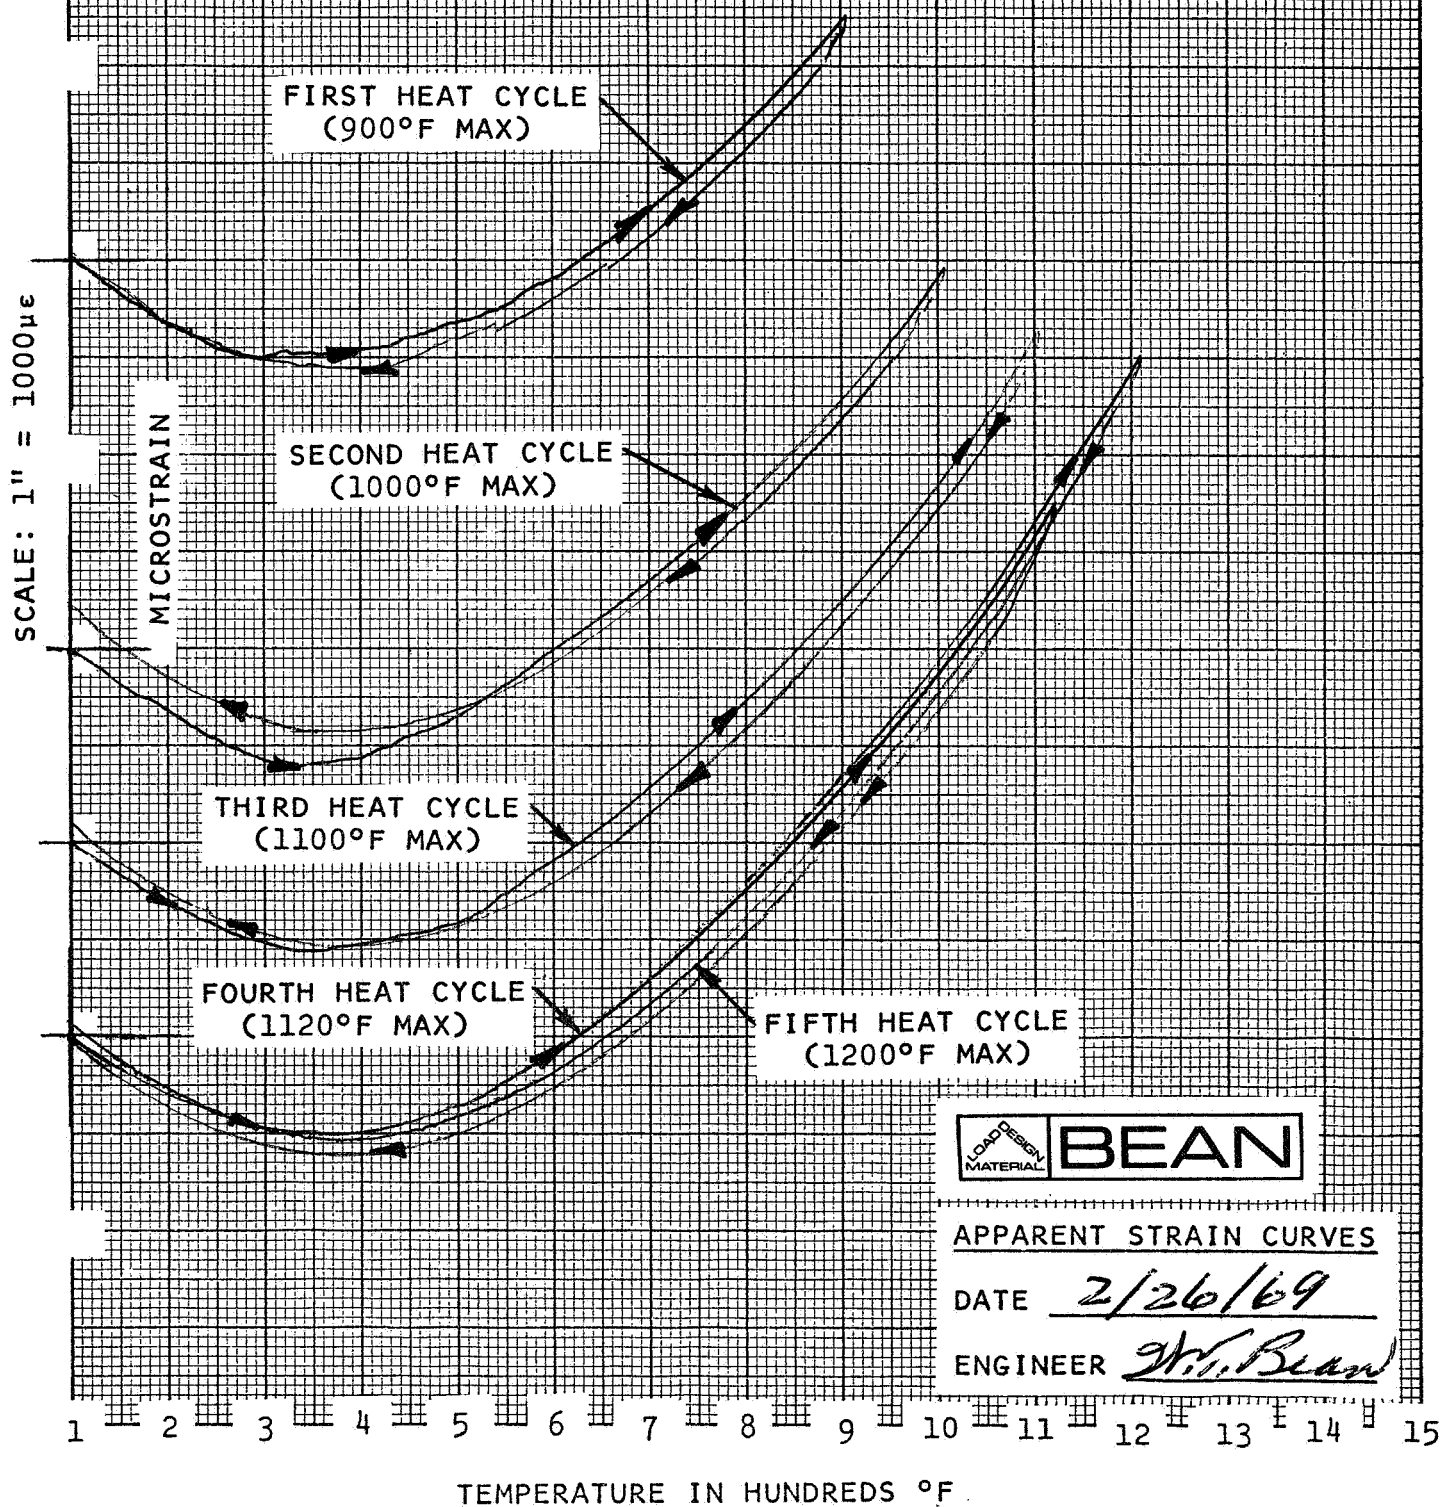 FIRST HEAT CYCLE
(900°F MAX)
SCALE: 1" = 1000με
MICROSTRAIN
SECOND HEAT CYCLE
(1000°F MAX)
THIRD HEAT CYCLE
(1100°F MAX)
FOURTH HEAT CYCLE
(1120°F MAX)
FIFTH HEAT CYCLE
(1200°F MAX)
LOAD DESIGN
MATERIAL
BEAN
APPARENT STRAIN CURVES
DATE 2/26/69
ENGINEER W.T. Bean
1 2 3 4 5 6 7 8 9 10 11 12 13 14 15
TEMPERATURE IN HUNDREDS °F